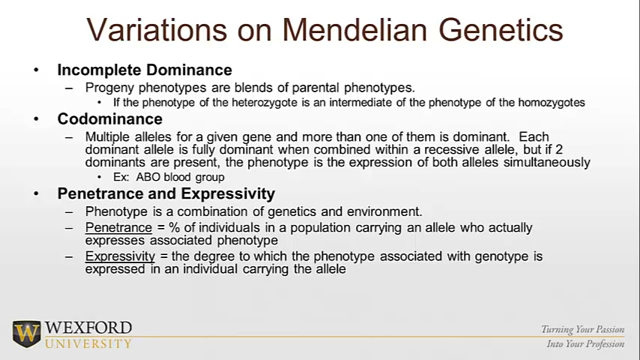 Variations on Mendelian Genetics
• Incomplete Dominance
– Progeny phenotypes are blends of parental phenotypes.
• If the phenotype of the heterozygote is an intermediate of the phenotype of the homozygotes
• Codominance
– Multiple alleles for a given gene and more than one of them is dominant. Each
dominant allele is fully dominant when combined within a recessive allele, but if 2
dominants are present, the phenotype is the expression of both alleles simultaneously
• Ex: ABO blood group
• Penetrance and Expressivity
– Phenotype is a combination of genetics and environment.
– Penetrance = % of individuals in a population carrying an allele who actually
expresses associated phenotype
– Expressivity = the degree to which the phenotype associated with genotype is
expressed in an individual carrying the allele
W WEXFORD
UNIVERSITY
Turning Your Passion
Into Your Profession